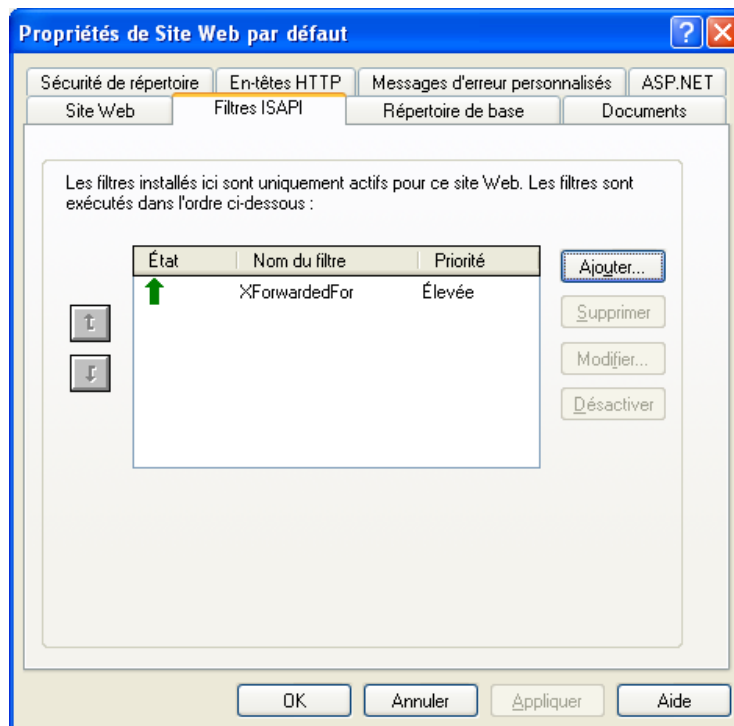 Propriétés de Site Web par défaut
Sécurité de répertoire En-têtes HTTP Messages d'erreur personnalisés ASP.NET
Site Web Filtres ISAPI Répertoire de base Documents
Les filtres installés ici sont uniquement actifs pour ce site Web. Les filtres sont
exécutés dans l'ordre ci-dessous :
État Nom du filtre Priorité
XForwardedFor Élevée
Ajouter...
Supprimer
Modifier...
Désactiver
OK Annuler Appliquer Aide